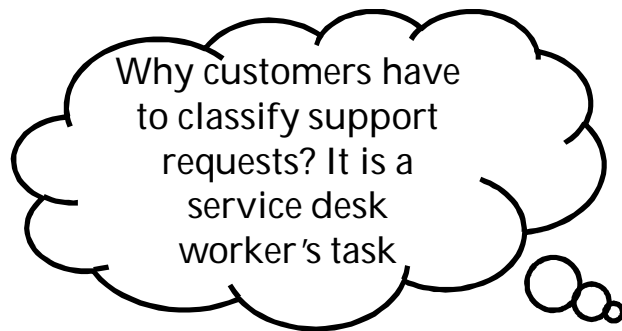 Why customers have
to classify support
requests? It is a
service desk
worker's task